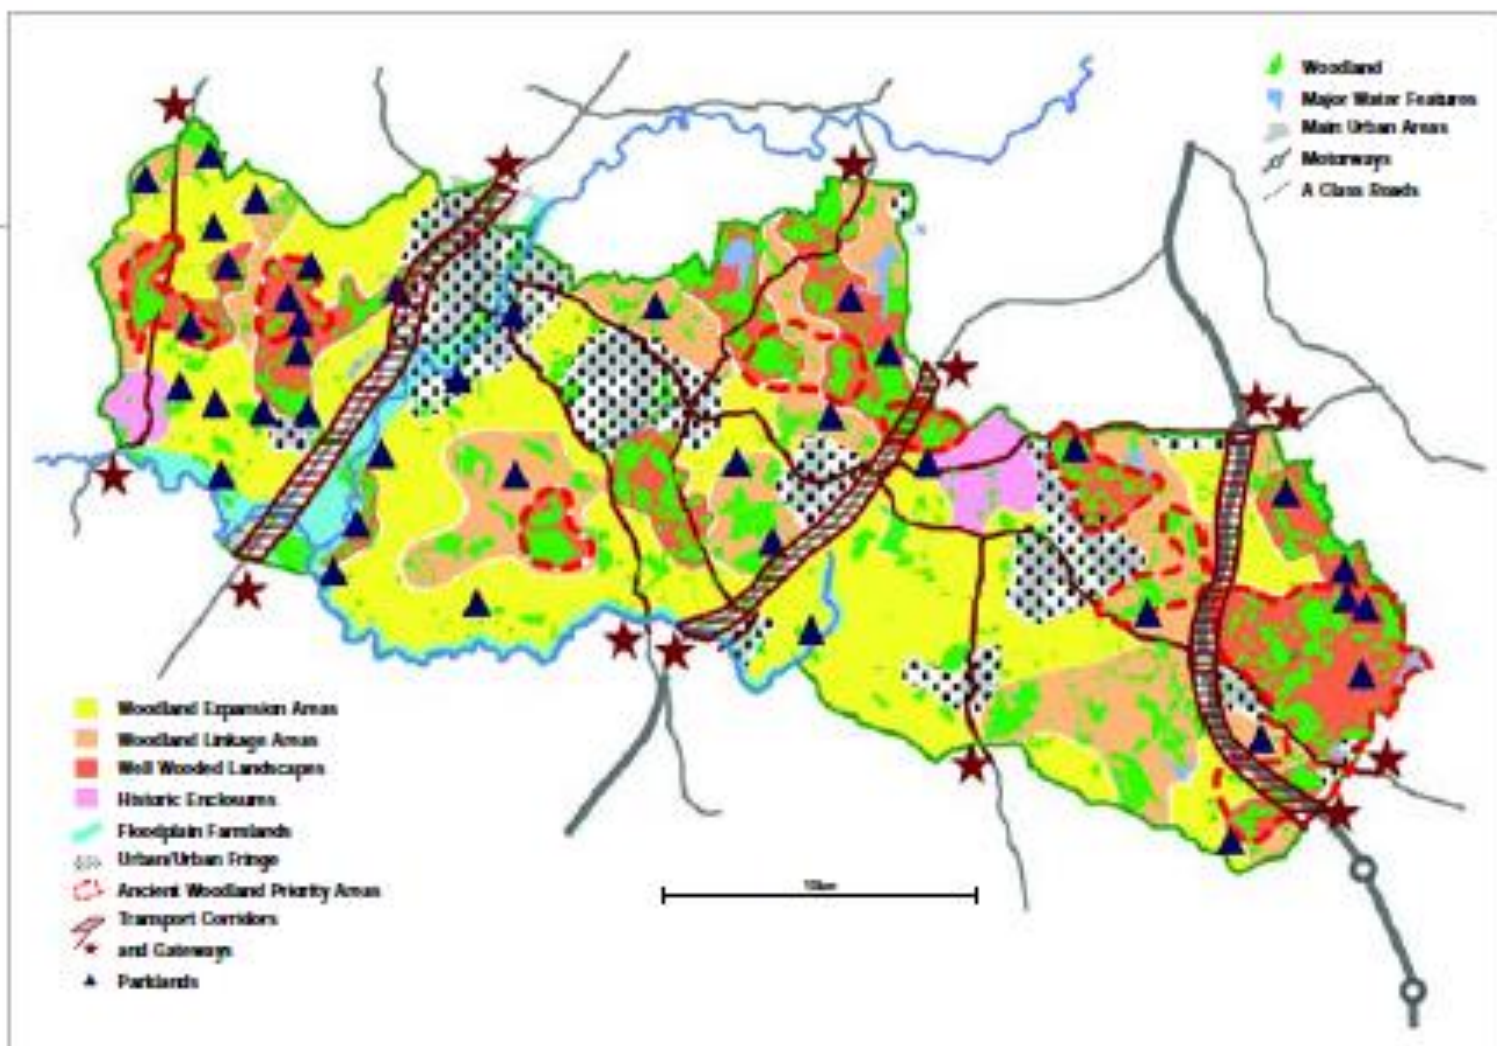 Woodland
Major Water Features
Main Urban Areas
Motorways
A Class Roads
Woodland Expansion Areas
Woodland Linkage Areas
Well Wooded Landscapes
Historic Enclosures
Floodplain Farmlands
Urban/Urban Fringe
Ancient Woodland Priority Areas
Transport Corridors
and Gateways
Parklands